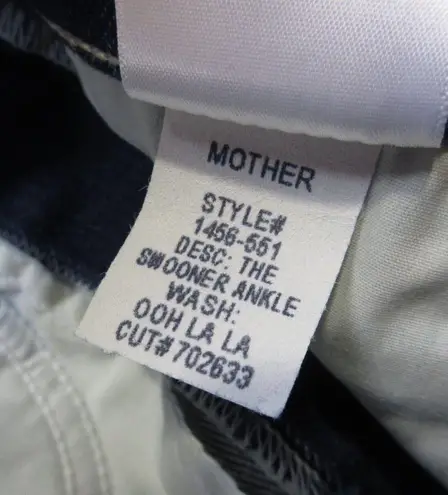 MOTHER
STYLE#
1456-551
DESC: THE
SWOONER ANKLE
WASH:
OOH LA LA
CUT# 702633